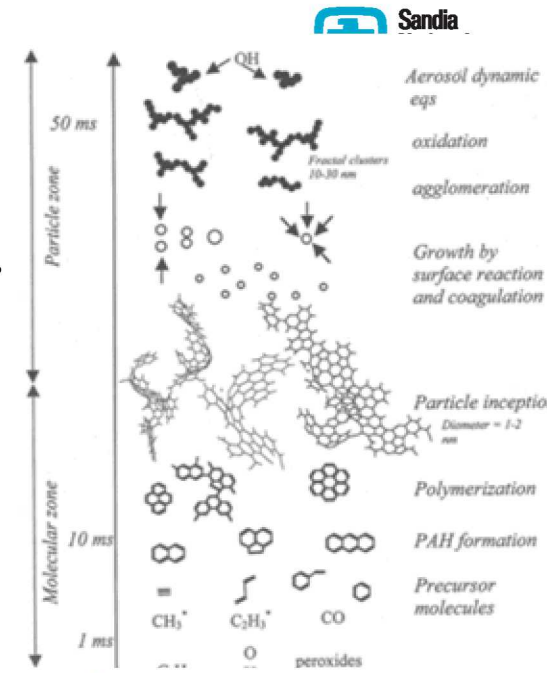 Sandia
OH
Aerosol dynamic
eqs
50 ms
oxidation
Fractal clusters
10-30 nm
agglomeration
Particle zone
Growth by
surface reaction
and coagulation
Particle inceptio
Diameter = 1-2
nm
Polymerization
Molecular zone
10 ms
PAH formation
Precursor
molecules
CH₃•
C₂H₃•
CO
1 ms
O
peroxides